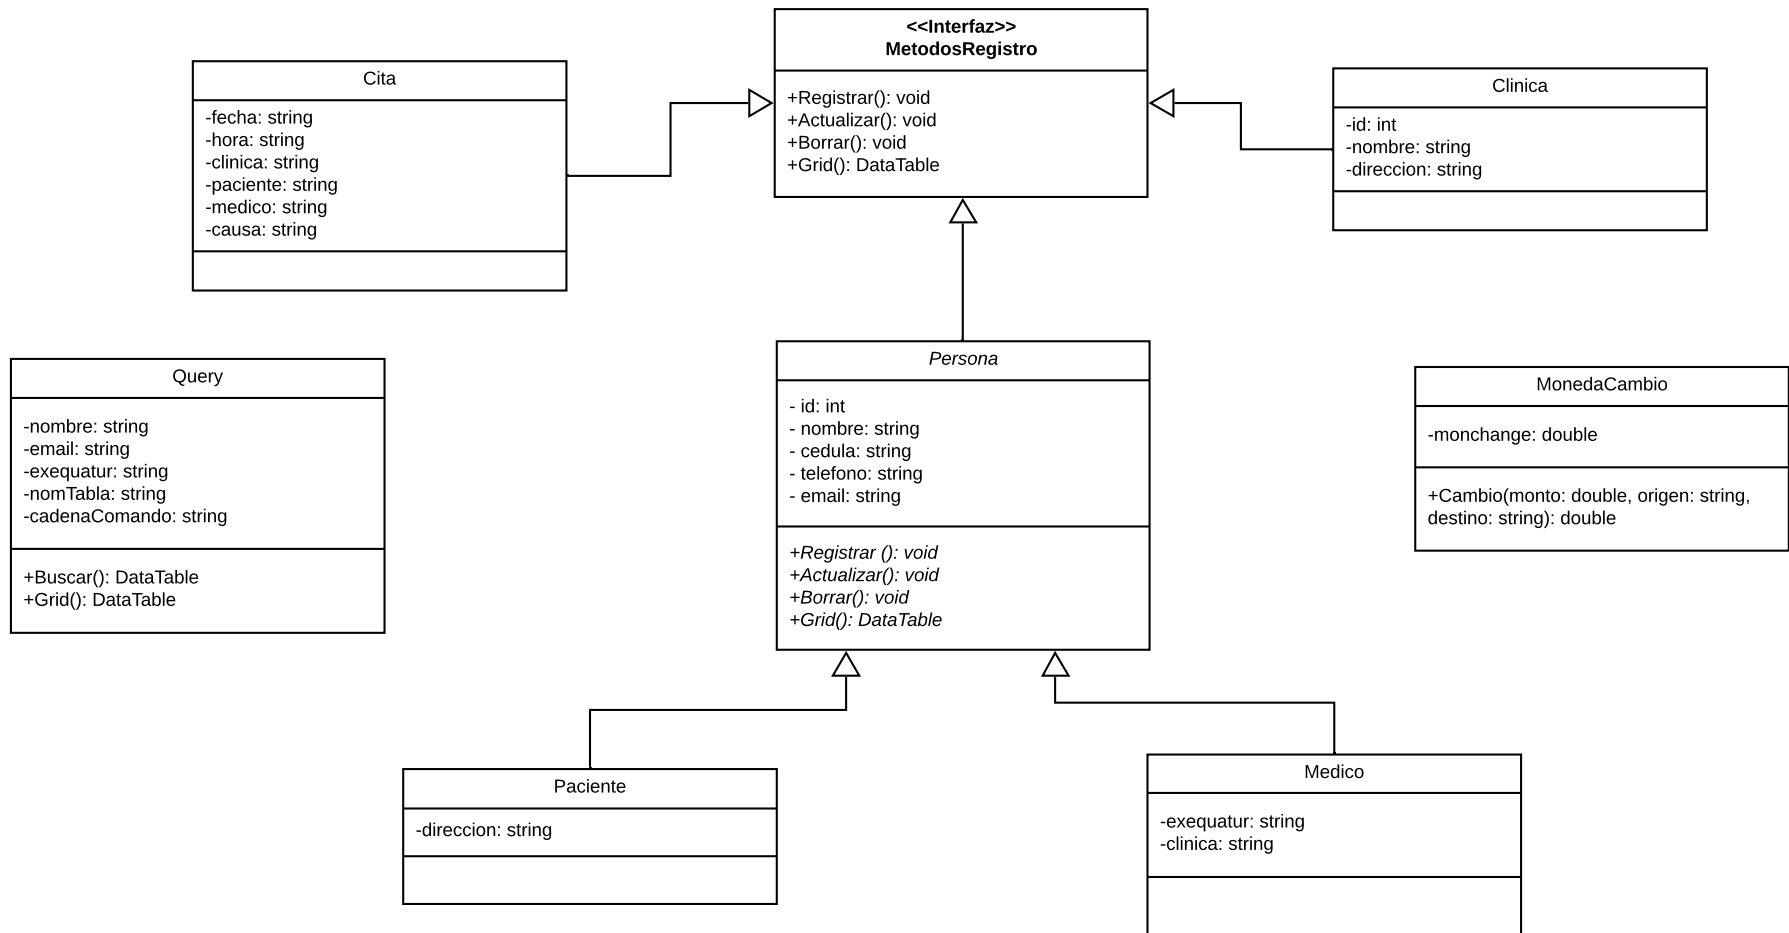 <<Interfaz>>
MetodosRegistro
+Registrar(): void
+Actualizar(): void
+Borrar(): void
+Grid(): DataTable
Cita
-fecha: string
-hora: string
-clinica: string
-paciente: string
-medico: string
-causa: string
Clinica
-id: int
-nombre: string
-direccion: string
Query
-nombre: string
-email: string
-exequatur: string
-nomTabla: string
-cadenaComando: string
+Buscar(): DataTable
+Grid(): DataTable
Persona
- id: int
- nombre: string
- cedula: string
- telefono: string
- email: string
+Registrar (): void
+Actualizar(): void
+Borrar(): void
+Grid(): DataTable
MonedaCambio
-monchange: double
+Cambio(monto: double, origen: string,
destino: string): double
Paciente
-direccion: string
Medico
-exequatur: string
-clinica: string